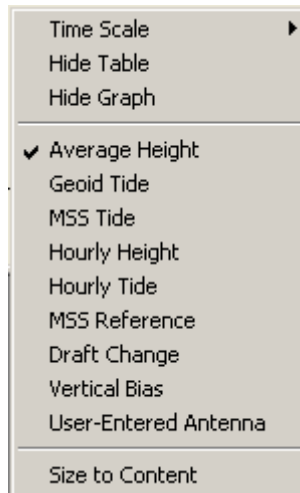 Time Scale
Hide Table
Hide Graph
Average Height
Geoid Tide
MSS Tide
Hourly Height
Hourly Tide
MSS Reference
Draft Change
Vertical Bias
User-Entered Antenna
Size to Content